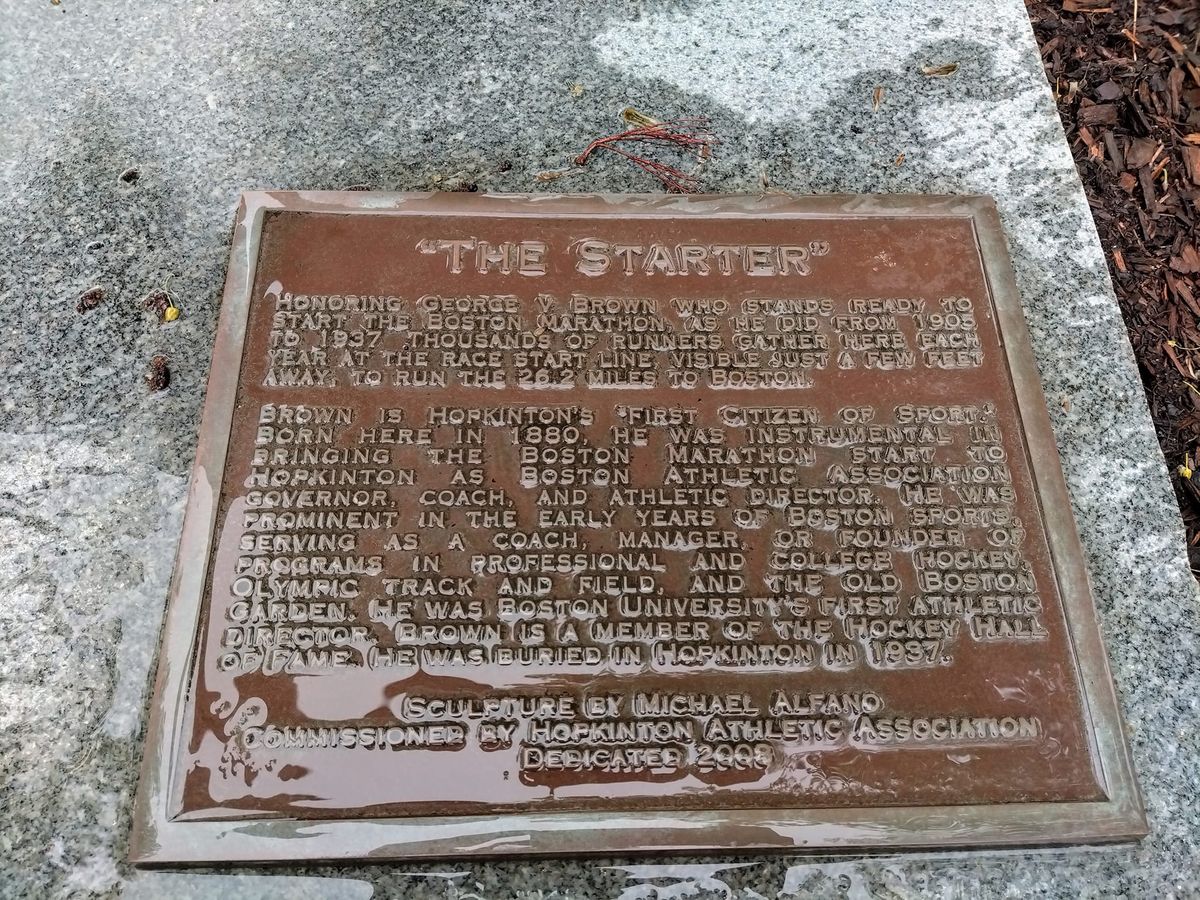 "The Starter"
Honoring George V. Brown who stands ready to
start the Boston Marathon, as he did from 1905
to 1937. Thousands of runners gather here each
year at the race start line, visible just a few feet
away, to run the 26.2 miles to Boston.
Brown is Hopkinton's "First Citizen of Sport."
Born here in 1880, he was instrumental in
bringing the Boston Marathon start to
Hopkinton as Boston Athletic Association
governor, coach, and athletic director. He was
prominent in the early years of Boston sports,
serving as a coach, manager, or founder of
programs in professional and college hockey,
Olympic track and field, and the old Boston
Garden. He was Boston University's first athletic
director. Brown is a member of the Hockey Hall
of Fame. He was buried in Hopkinton in 1937.
Sculpture by Michael Alfano
Commissioned by Hopkinton Athletic Association
Dedicated 2008